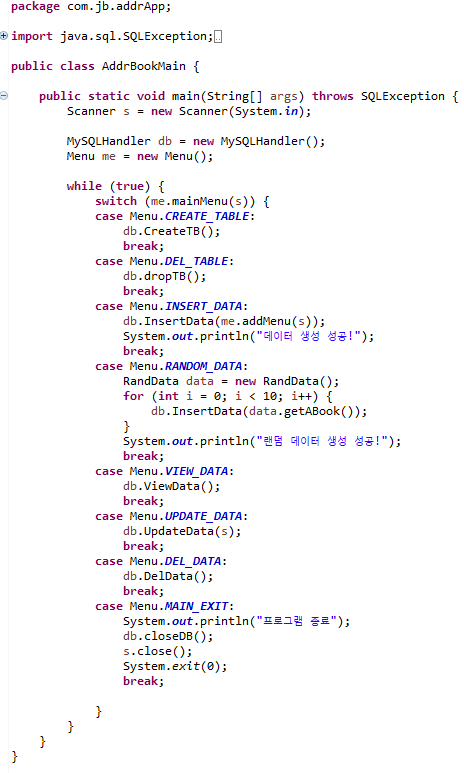 package com.jb.addrApp;
import java.sql.SQLException;
public class AddrBookMain {
public static void main(String[] args) throws SQLException {
Scanner s = new Scanner(System.in);
MySQLHandler db = new MySQLHandler();
Menu me = new Menu();
while (true) {
switch (me.mainMenu(s)) {
case Menu.CREATE_TABLE:
db.CreateTB();
break;
case Menu.DEL_TABLE:
db.dropTB();
break;
case Menu.INSERT_DATA:
db.InsertData(me.addMenu(s));
System.out.println("데이터 생성 성공!");
break;
case Menu.RANDOM_DATA:
RandData data = new RandData();
for (int i = 0; i < 10; i++) {
db.InsertData(data.getABook());
}
System.out.println("랜덤 데이터 생성 성공!");
break;
case Menu.VIEW_DATA:
db.ViewData();
break;
case Menu.UPDATE_DATA:
db.UpdateData(s);
break;
case Menu.DEL_DATA:
db.DelData();
break;
case Menu.MAIN_EXIT:
System.out.println("프로그램 종료");
db.closeDB();
s.close();
System.exit(0);
break;
}
}
}
}